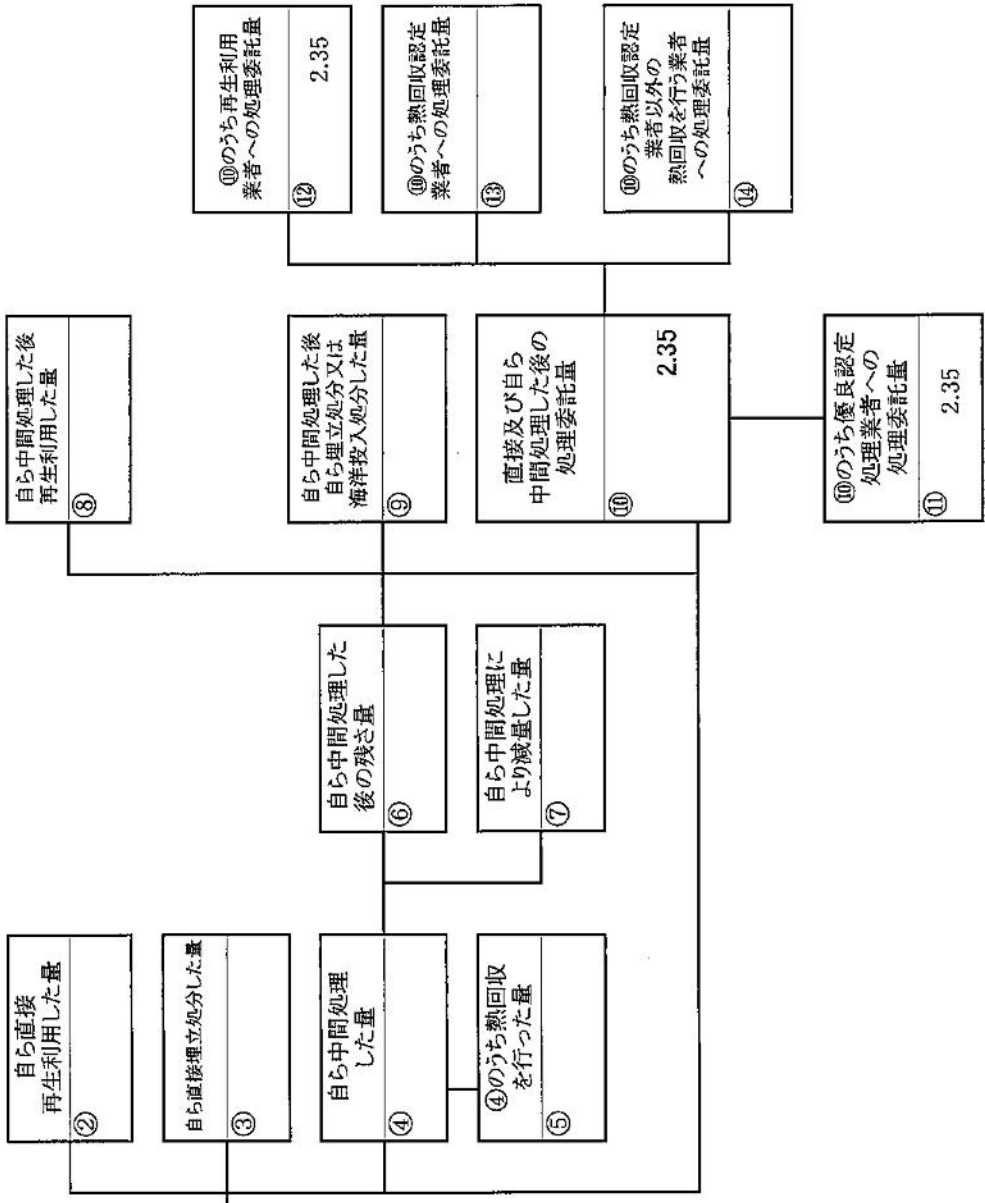 自ら直接
再生利用した量
②
自ら直接埋立処分した量
③
自ら中間処理
した量
④
④のうち熱回収
を行った量
⑤
自ら中間処理した
後の残さ量
⑥
自ら中間処理に
より減量した量
⑦
自ら中間処理した後
再生利用した量
⑧
自ら中間処理した後
自ら埋立処分又は
海洋投入処分した量
⑨
直接及び自ら
中間処理した後の
処理委託量
⑩
2.35
⑩のうち優良認定
処理業者への
処理委託量
⑪
2.35
⑩のうち再生利用
業者への処理委託量
⑫
2.35
⑩のうち熱回収認定
業者への処理委託量
⑬
⑩のうち熱回収認定
業者以外の
熱回収を行う業者
への処理委託量
⑭